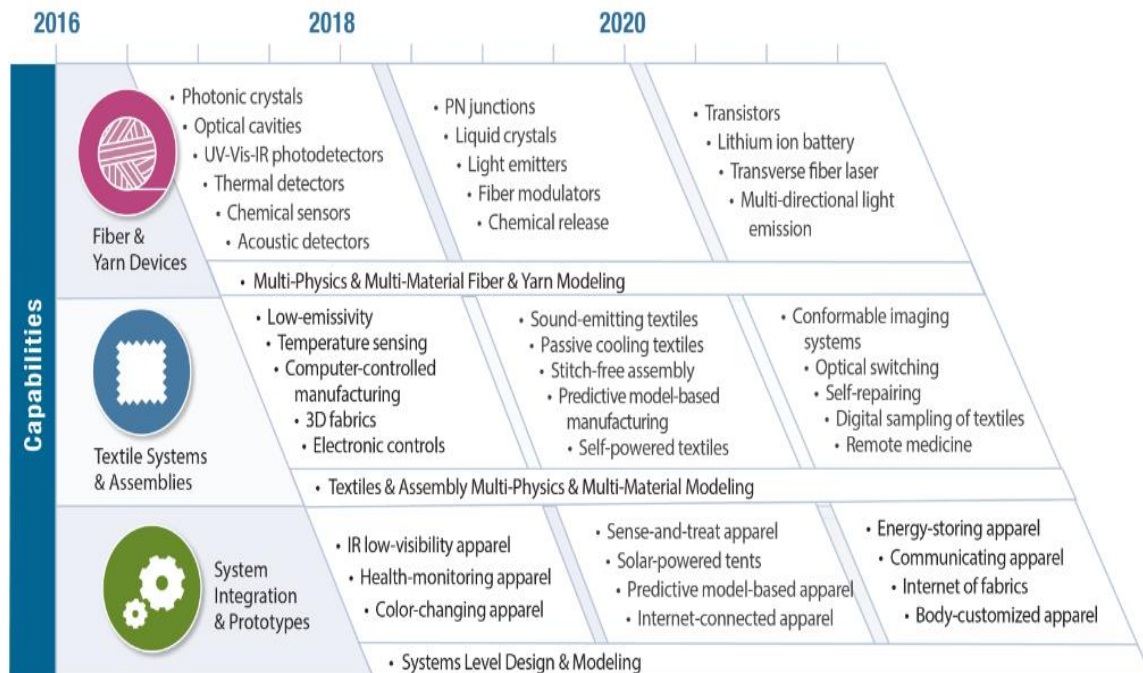 2016
2018
2020
Capabilities
Fiber &
Yarn Devices
• Photonic crystals
• Optical cavities
• UV-Vis-IR photodetectors
• Thermal detectors
• Chemical sensors
• Acoustic detectors
• PN junctions
• Liquid crystals
• Light emitters
• Fiber modulators
• Chemical release
• Transistors
• Lithium ion battery
• Transverse fiber laser
• Multi-directional light
emission
• Multi-Physics & Multi-Material Fiber & Yarn Modeling
Textile Systems
& Assemblies
• Low-emissivity
• Temperature sensing
• Computer-controlled
manufacturing
• 3D fabrics
• Electronic controls
• Sound-emitting textiles
• Passive cooling textiles
• Stitch-free assembly
• Predictive model-based
manufacturing
• Self-powered textiles
• Conformable imaging
systems
• Optical switching
• Self-repairing
• Digital sampling of textiles
• Remote medicine
• Textiles & Assembly Multi-Physics & Multi-Material Modeling
System
Integration
& Prototypes
• IR low-visibility apparel
• Health-monitoring apparel
• Color-changing apparel
• Sense-and-treat apparel
• Solar-powered tents
• Predictive model-based apparel
• Internet-connected apparel
• Energy-storing apparel
• Communicating apparel
• Internet of fabrics
• Body-customized apparel
• Systems Level Design & Modeling